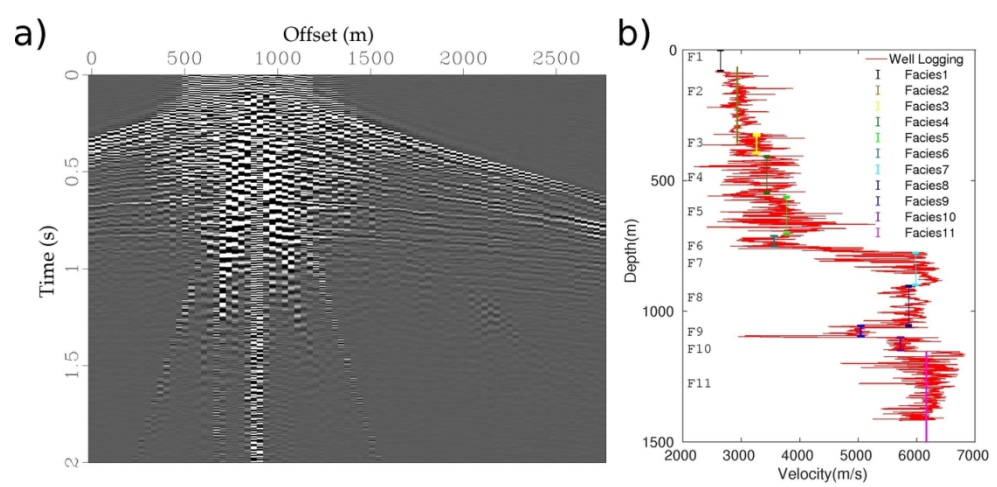 a)
Offset (m)
0 500 1000 1500 2000 2500
0
0.5
1
1.5
2
Time (s)
b)
0
500
1000
1500
Depth(m)
F1
F2
F3
F4
F5
F6
F7
F8
F9
F10
F11
Well Logging
Facies1
Facies2
Facies3
Facies4
Facies5
Facies6
Facies7
Facies8
Facies9
Facies10
Facies11
2000 3000 4000 5000 6000 7000
Velocity(m/s)